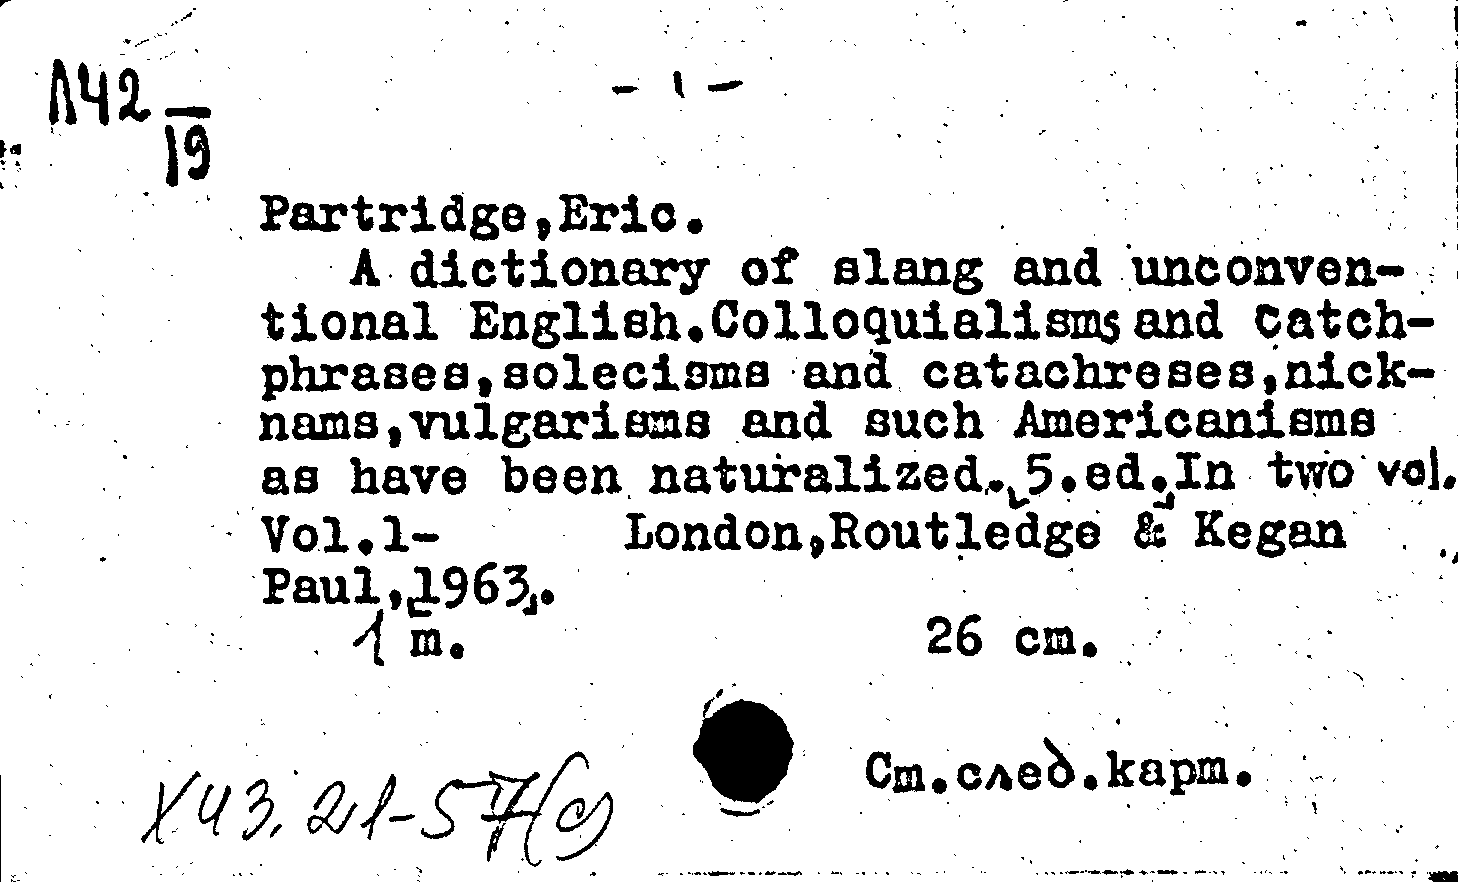 Л42
19
- 1 -
Partridge,Eric.
A dictionary of slang and unconven-
tional English.Colloquialisms and catch-
phrases,solecisms and catachreses,nick-
nams,vulgarisms and such Americanisms
as have been naturalized.5.ed.In two vol.
Vol.1- London,Routledge & Kegan
Paul,1963.
1 m. 26 cm.
Ст.след.карт.
Х43.21-57(0)